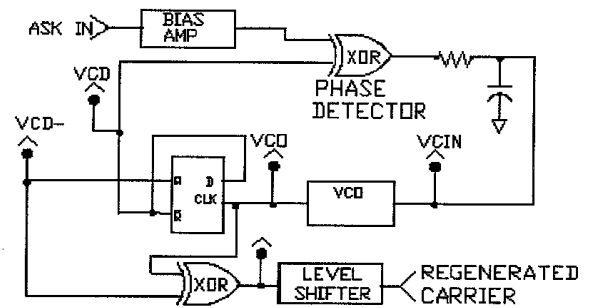 ASK IN
BIAS
AMP
XOR
PHASE
DETECTOR
VCD
VCD-
VCO
VCIN
A
D
CLK
VCO
XOR
LEVEL
SHIFTER
REGENERATED
CARRIER